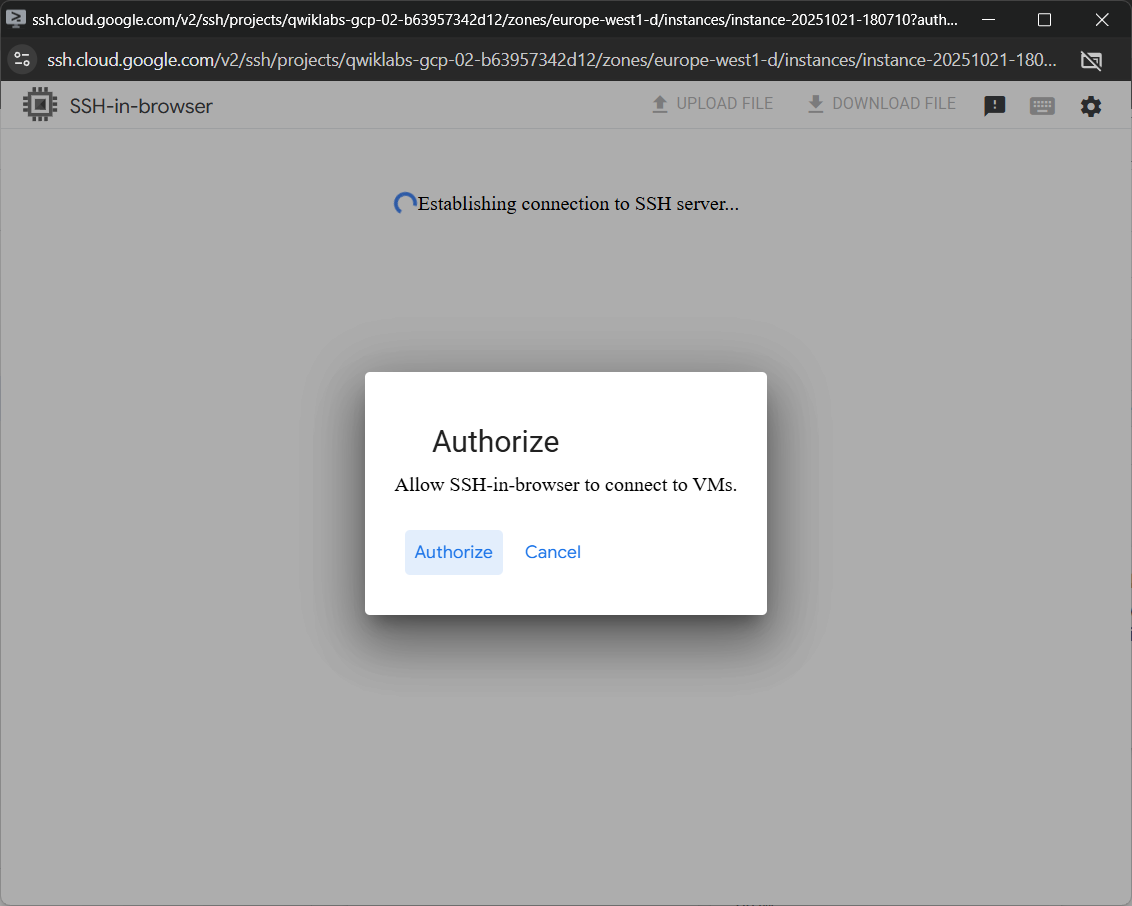 ssh.cloud.google.com/v2/ssh/projects/qwiklabs-gcp-02-b63957342d12/zones/europe-west1-d/instances/instance-20251021-180710?auth...
ssh.cloud.google.com/v2/ssh/projects/qwiklabs-gcp-02-b63957342d12/zones/europe-west1-d/instances/instance-20251021-180...
SSH-in-browser
UPLOAD FILE
DOWNLOAD FILE
Establishing connection to SSH server...
Authorize
Allow SSH-in-browser to connect to VMs.
Authorize
Cancel